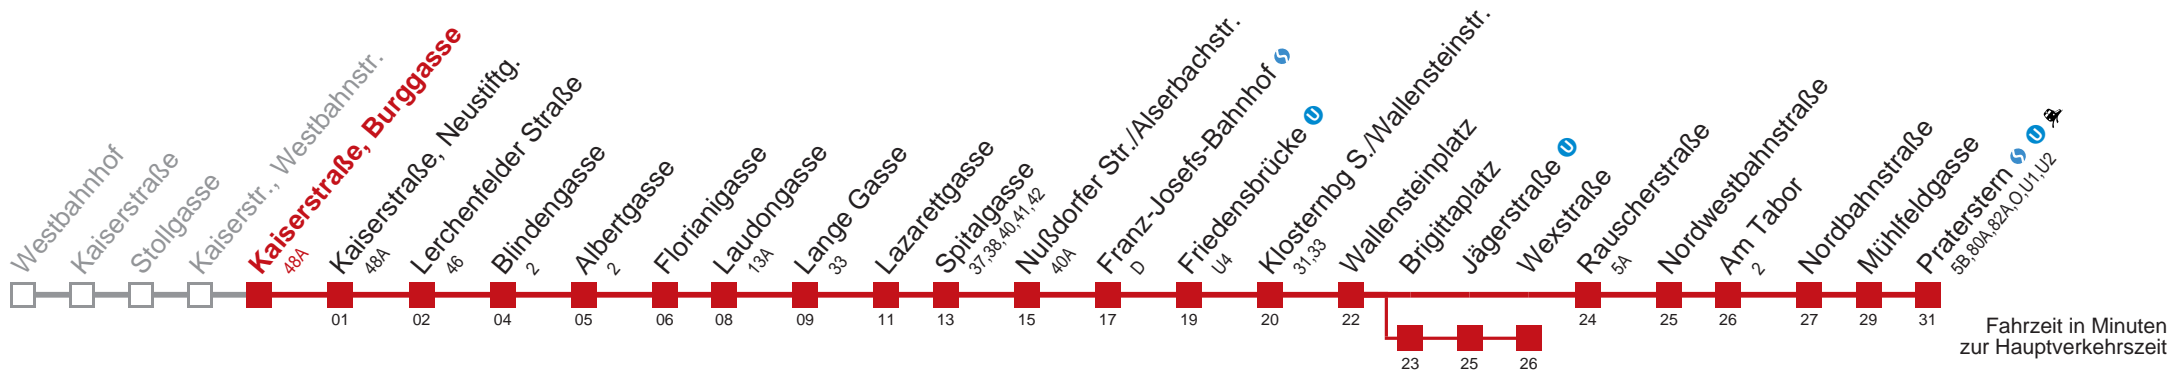 Westbahnhof
Kaiserstraße
Stollgasse
Kaiserstr., Westbahnstr.
Kaiserstraße, Burggasse
48A
Kaiserstraße, Neustiftg.
48A
Lerchenfelder Straße
46
Blindengasse
2
Albertgasse
2
Florianigasse
Laudongasse
13A
Lange Gasse
33
Lazarettgasse
Spitalgasse
37,38,40,41,42
Nußdorfer Str./Alserbachstr.
40A
Franz-Josefs-Bahnhof
D
Friedensbrücke U
U4
Klosternbg S./Wallensteinstr.
31,33
Wallensteinplatz
Brigittaplatz
Jägerstraße U
Wexstraße
Rauscherstraße
5A
Nordwestbahnstraße
Am Tabor
2
Nordbahnstraße
Mühlfeldgasse
Praterstern U
5B,80A,82A,O,U1,U2
01 02 04 05 06 08 09 11 13 15 17 19 20 22 24 25 26 27 29 31
23 25 26
Fahrzeit in Minuten
zur Hauptverkehrszeit